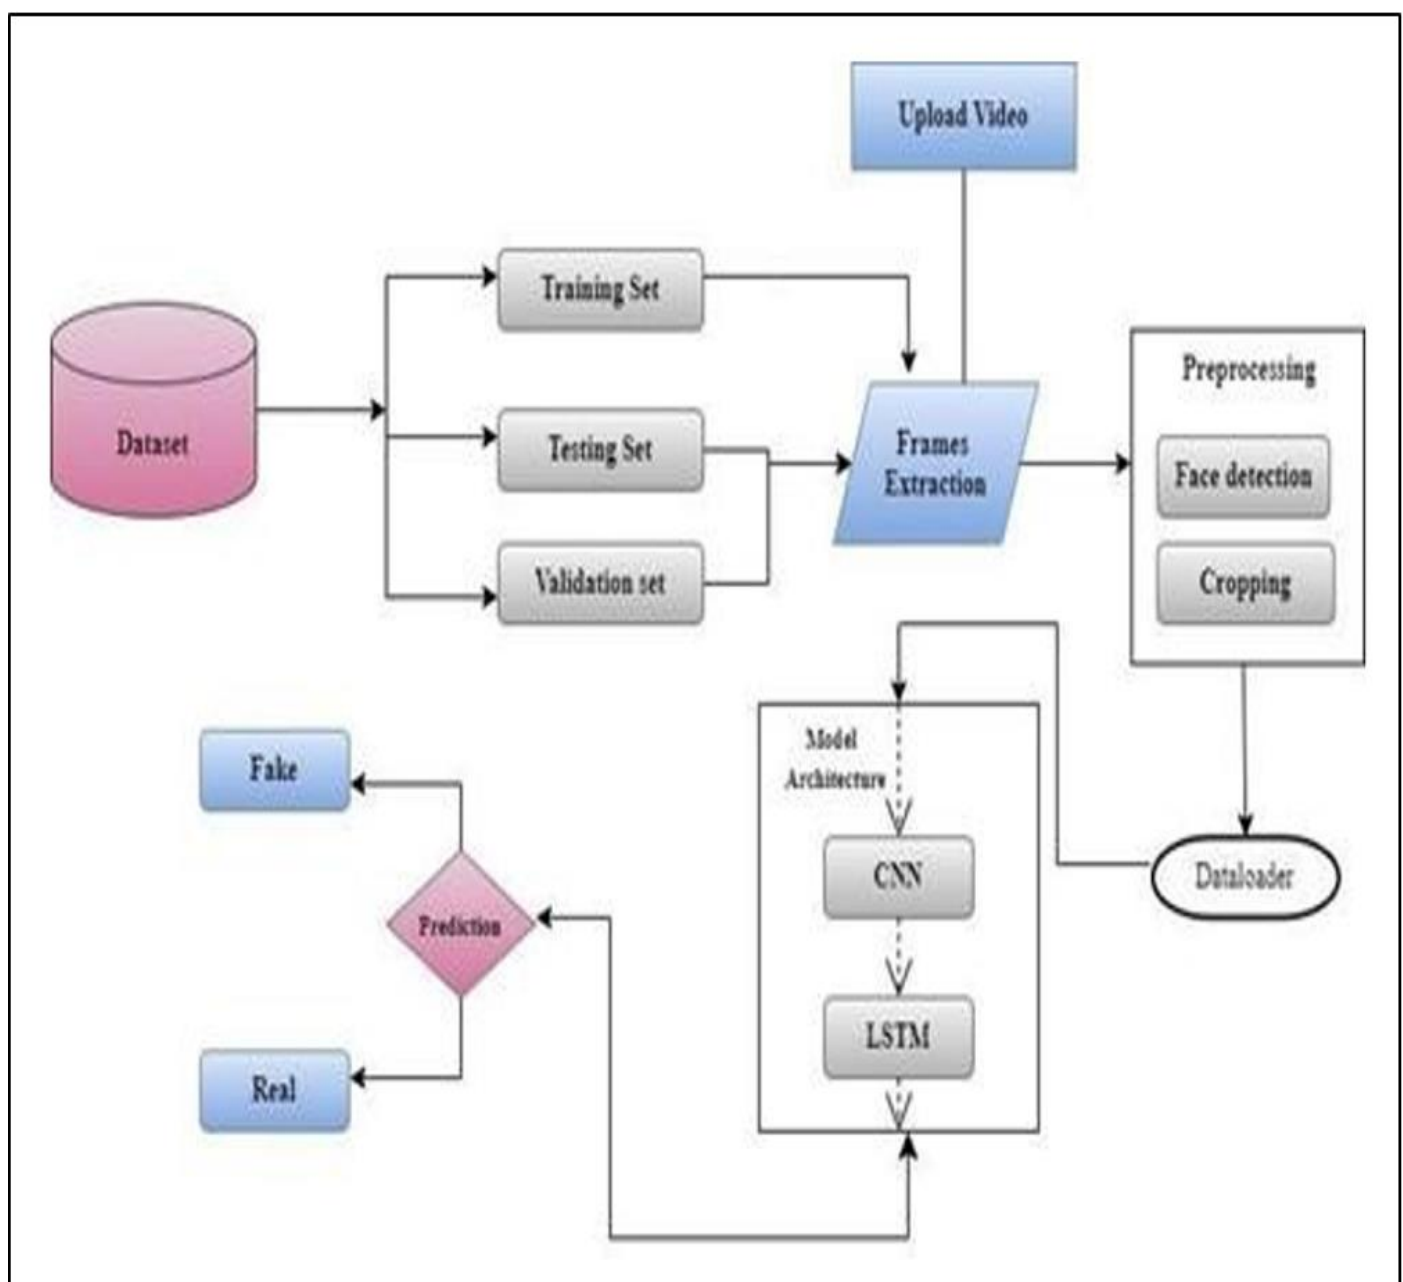 Upload Video
Training Set
Dataset
Testing Set
Validation set
Frames
Extraction
Preprocessing
Face detection
Cropping
Model
Architecture
CNN
LSTM
Dataloader
Fake
Prediction
Real